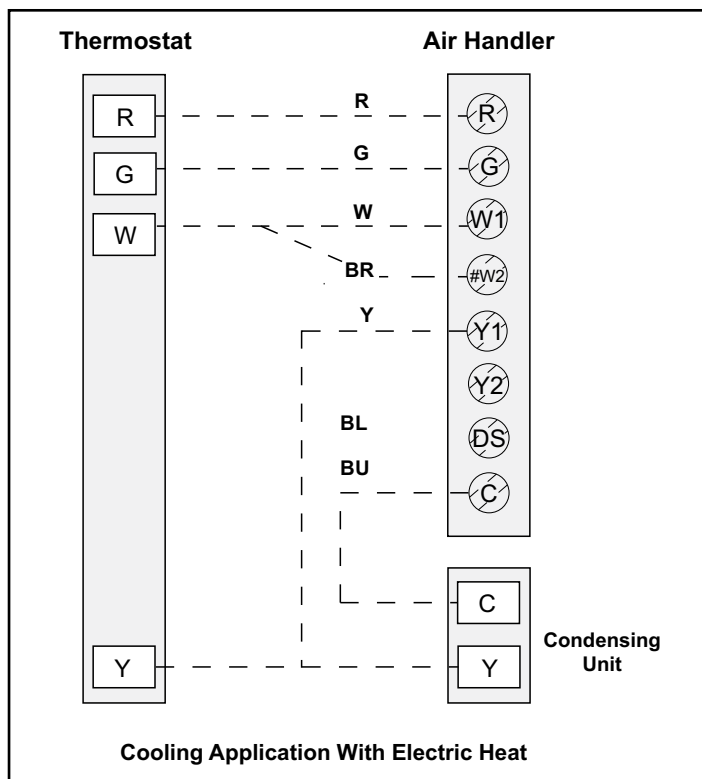 Thermostat
Air Handler
R
R
R
G
G
G
W
W
W1
BR
#W2
Y
Y1
Y2
BL
DS
BU
C
C
Condensing
Unit
Y
Y
Cooling Application With Electric Heat